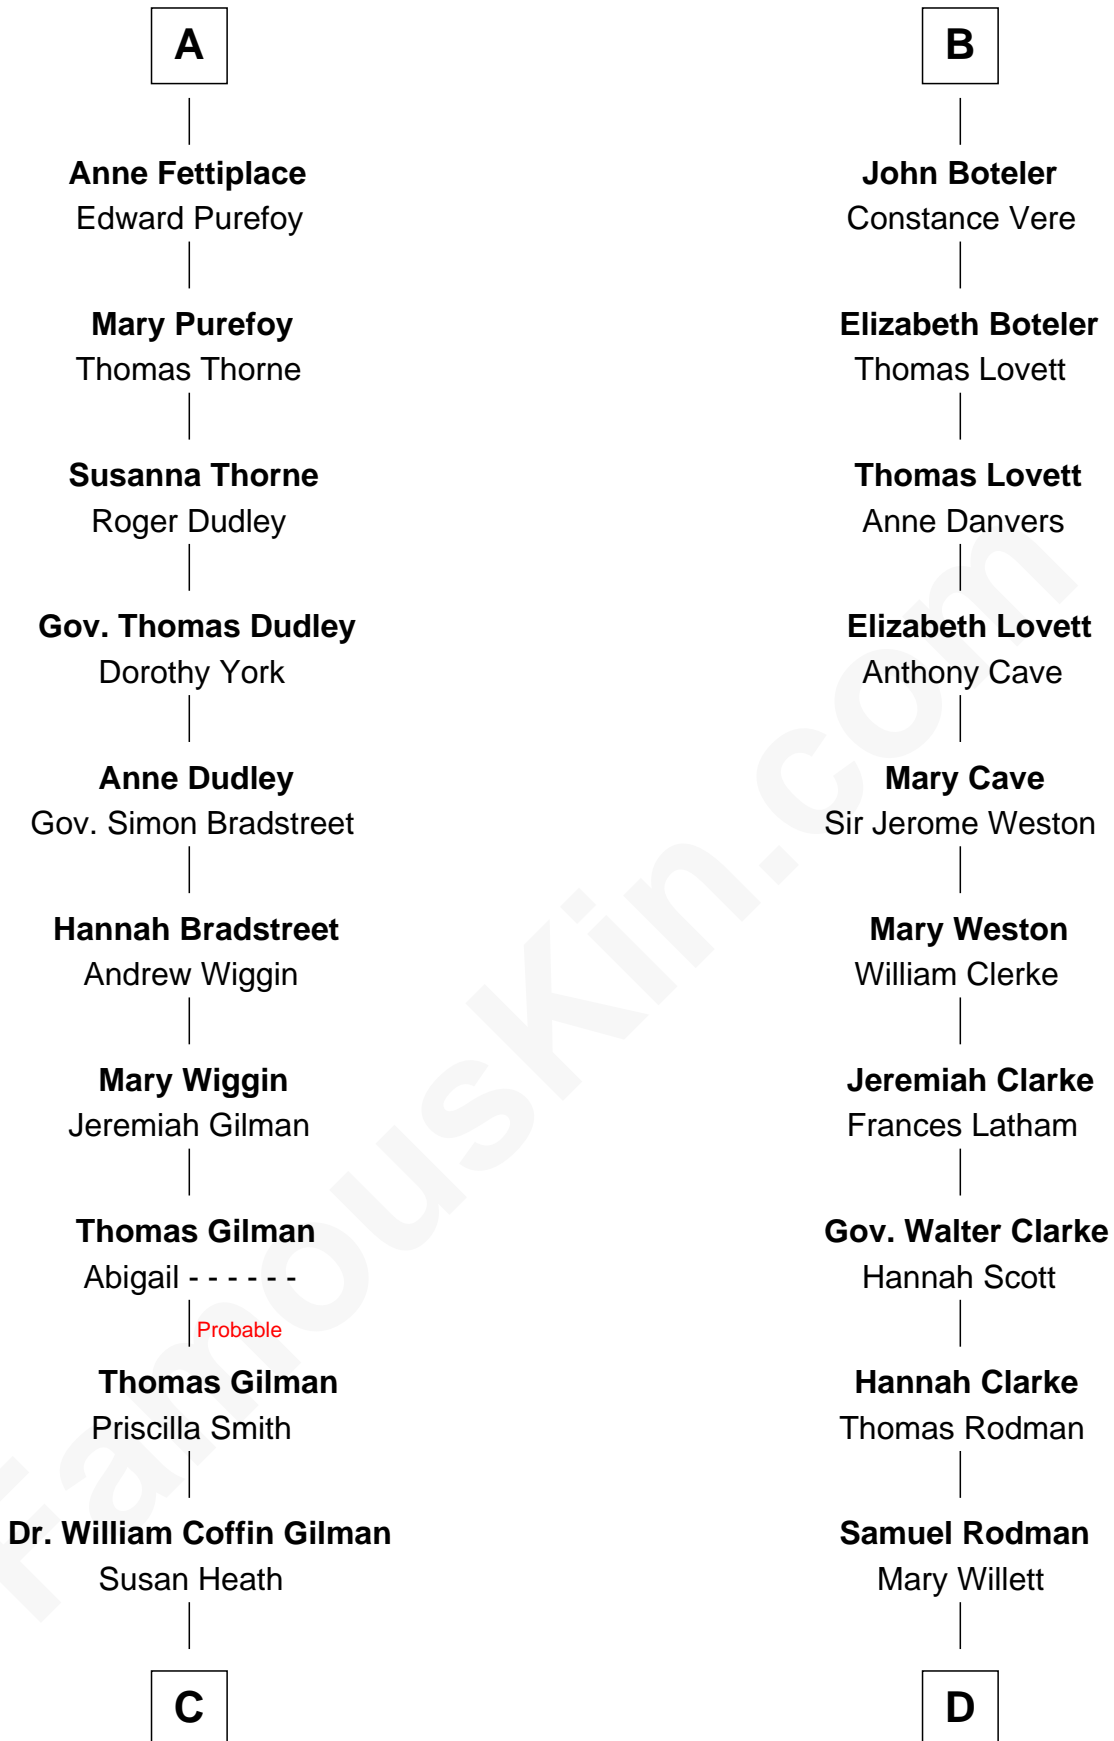 A
Anne Fettiplace
Edward Purefoy
Mary Purefoy
Thomas Thorne
Susanna Thorne
Roger Dudley
Gov. Thomas Dudley
Dorothy York
Anne Dudley
Gov. Simon Bradstreet
Hannah Bradstreet
Andrew Wiggin
Mary Wiggin
Jeremiah Gilman
Thomas Gilman
Abigail - - - - - -
Probable
Thomas Gilman
Priscilla Smith
Dr. William Coffin Gilman
Susan Heath
C
B
John Boteler
Constance Vere
Elizabeth Boteler
Thomas Lovett
Thomas Lovett
Anne Danvers
Elizabeth Lovett
Anthony Cave
Mary Cave
Sir Jerome Weston
Mary Weston
William Clerke
Jeremiah Clarke
Frances Latham
Gov. Walter Clarke
Hannah Scott
Hannah Clarke
Thomas Rodman
Samuel Rodman
Mary Willett
D
FamousKin.com